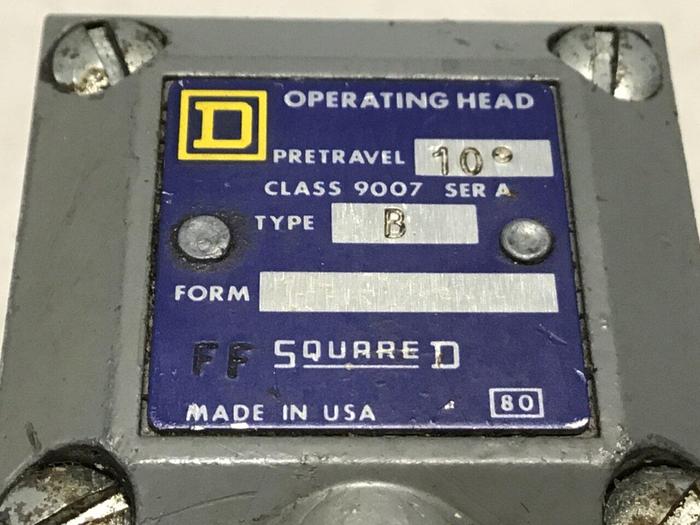 D OPERATING HEAD
PRETRAVEL 10°
CLASS 9007 SER A
TYPE B
FORM
FF SQUARE D
MADE IN USA 80